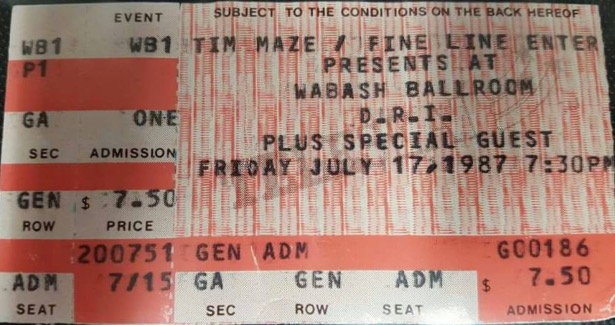 EVENT SUBJECT TO THE CONDITIONS ON THE BACK HEREOF
WB1 WB1 TIM MAZE / FINE LINE ENTER
P1 PRESENTS AT
WABASH BALLROOM
GA ONE D.R.I.
PLUS SPECIAL GUEST
SEC ADMISSION FRIDAY JULY 17,1987 7:30PM
GEN $ 7.50
ROW PRICE
200751 GEN ADM G00186
ADM 7/15 GA GEN ADM $ 7.50
SEAT SEC ROW SEAT ADMISSION